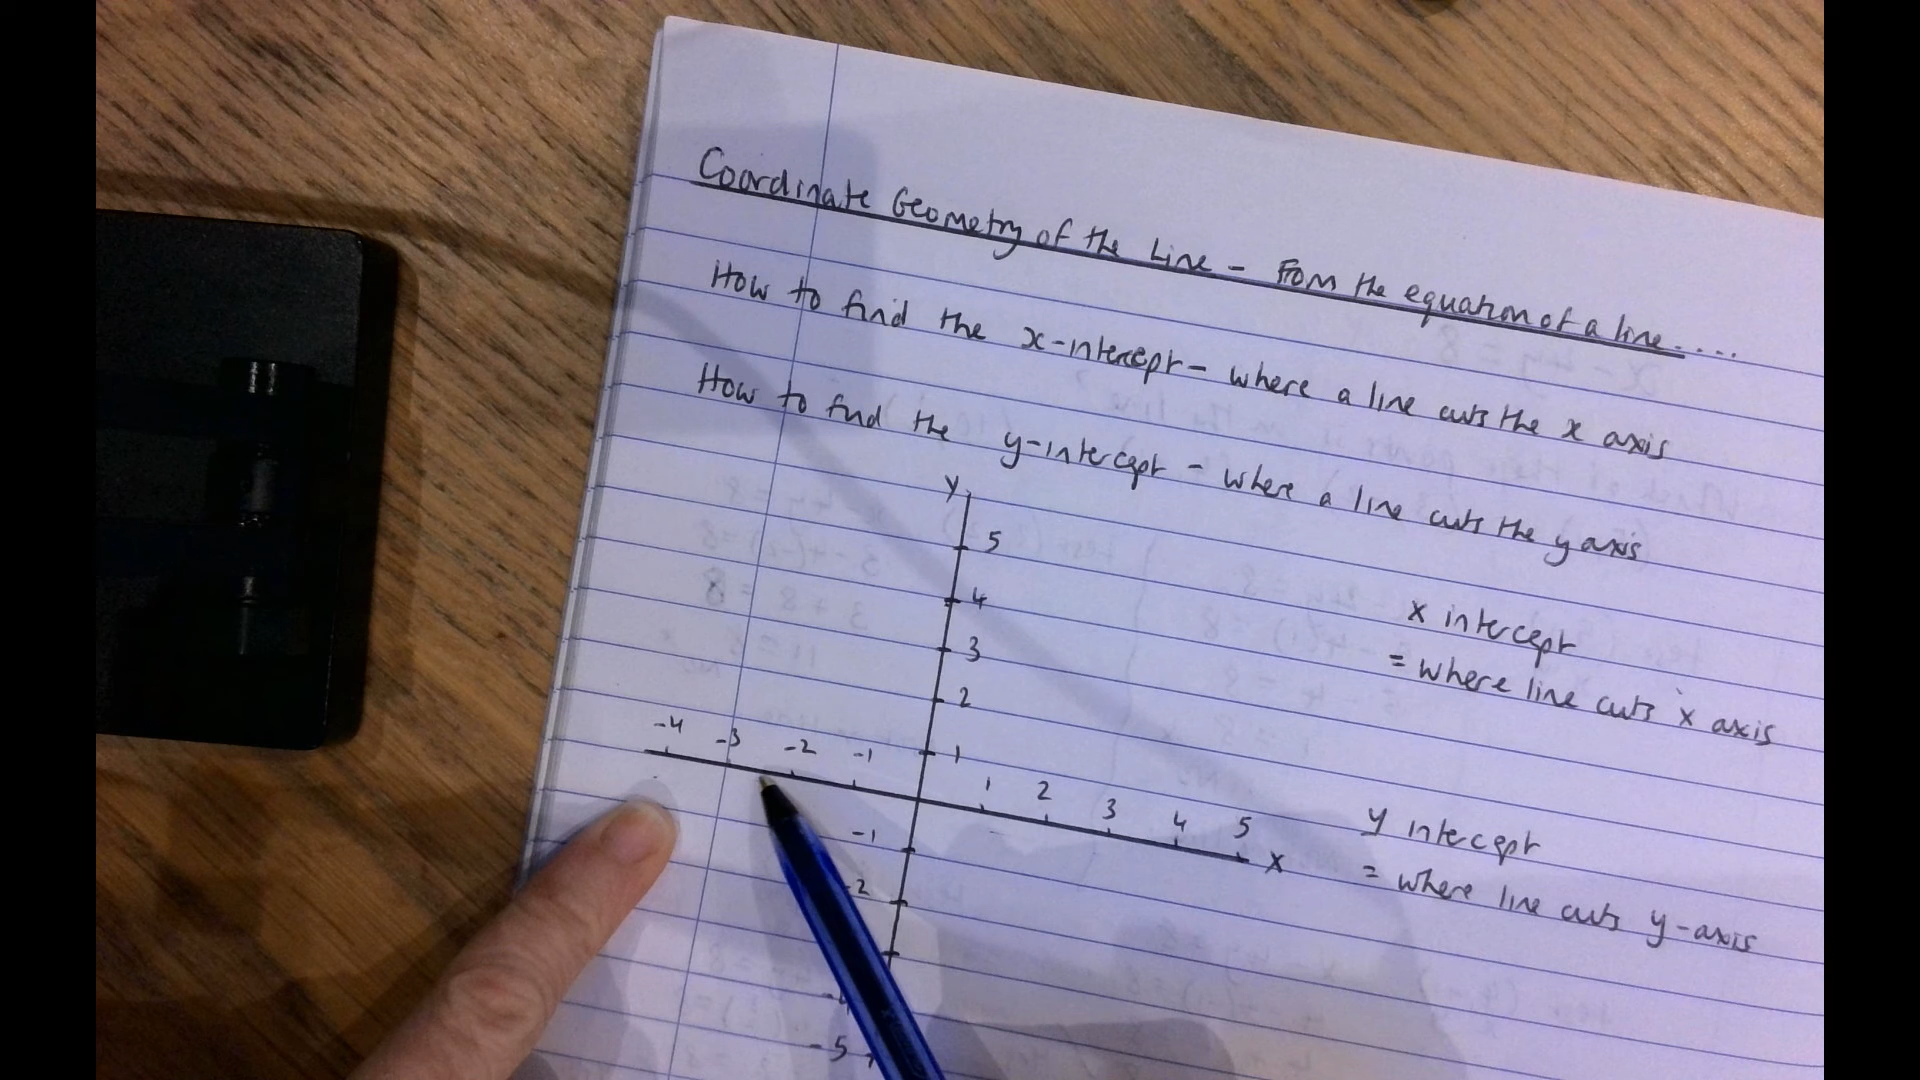 Coordinate Geometry of the Line - From the equation of a line....
How to find the x-intercept - where a line cuts the x axis
How to find the y-intercept - where a line cuts the y axis
y
5
4
3
2
1
-4 -3 -2 -1
1 2 3 4 5
x
-1
-2
-5
x intercept
= where line cuts x axis
y intercept
= where line cuts y-axis